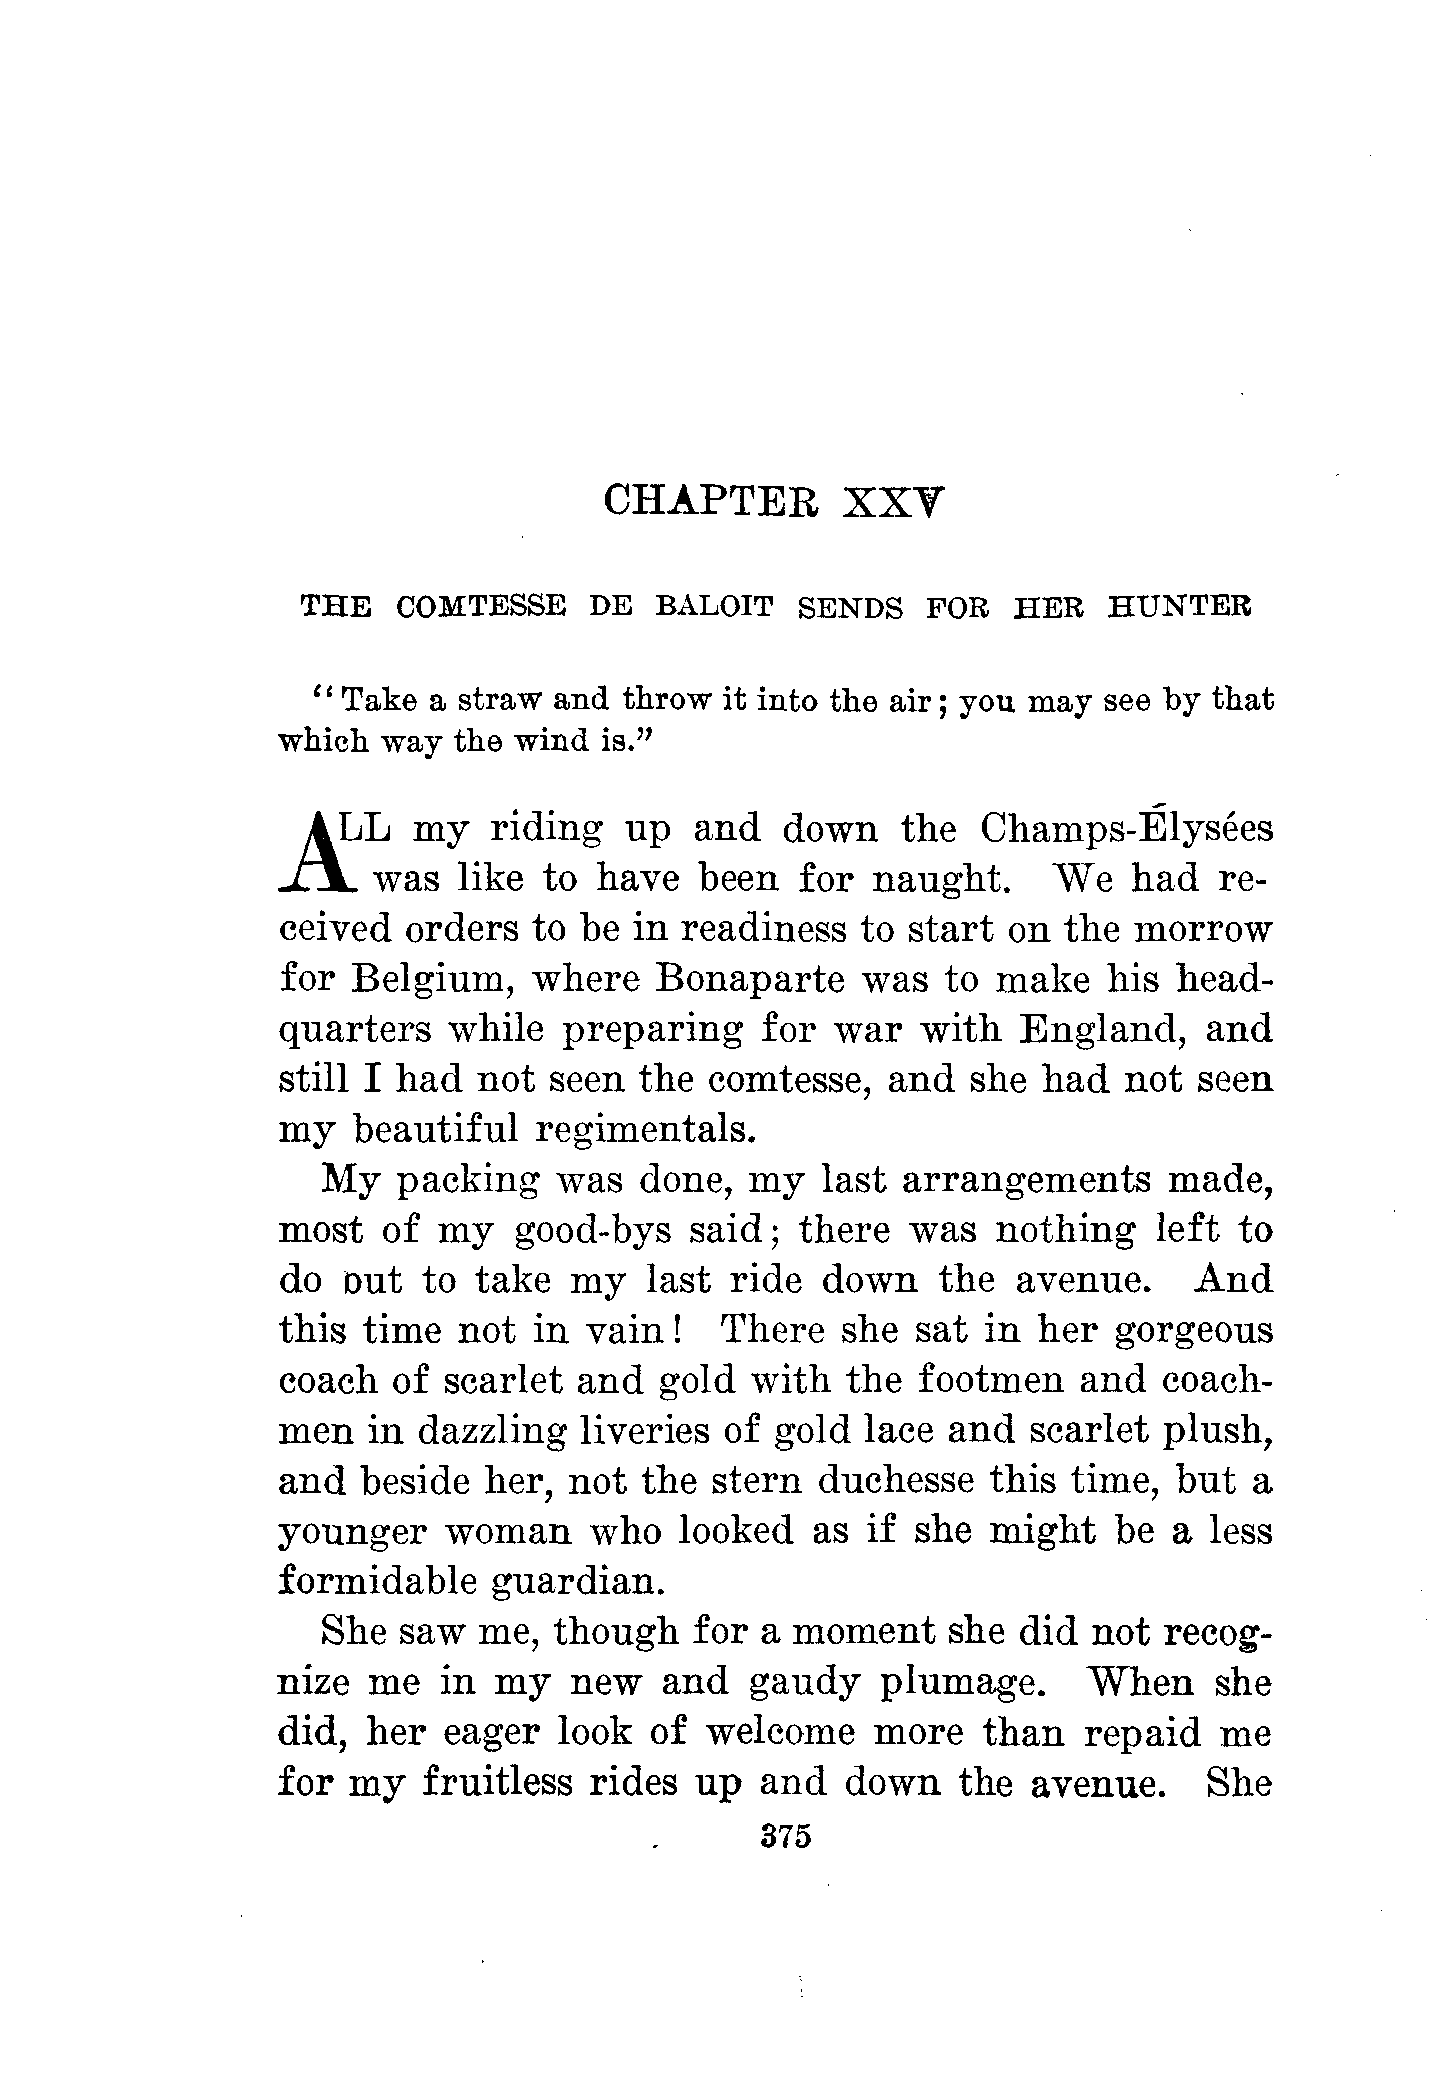 CHAPTER XXV
THE COMTESSE DE BALOIT SENDS FOR HER HUNTER
“Take a straw and throw it into the air; you may see by that
which way the wind is.”
ALL my riding up and down the Champs-Élysées
was like to have been for naught. We had re-
ceived orders to be in readiness to start on the morrow
for Belgium, where Bonaparte was to make his head-
quarters while preparing for war with England, and
still I had not seen the comtesse, and she had not seen
my beautiful regimentals.
My packing was done, my last arrangements made,
most of my good-bys said; there was nothing left to
do out to take my last ride down the avenue. And
this time not in vain! There she sat in her gorgeous
coach of scarlet and gold with the footmen and coach-
men in dazzling liveries of gold lace and scarlet plush,
and beside her, not the stern duchesse this time, but a
younger woman who looked as if she might be a less
formidable guardian.
She saw me, though for a moment she did not recog-
nize me in my new and gaudy plumage. When she
did, her eager look of welcome more than repaid me
for my fruitless rides up and down the avenue. She
375